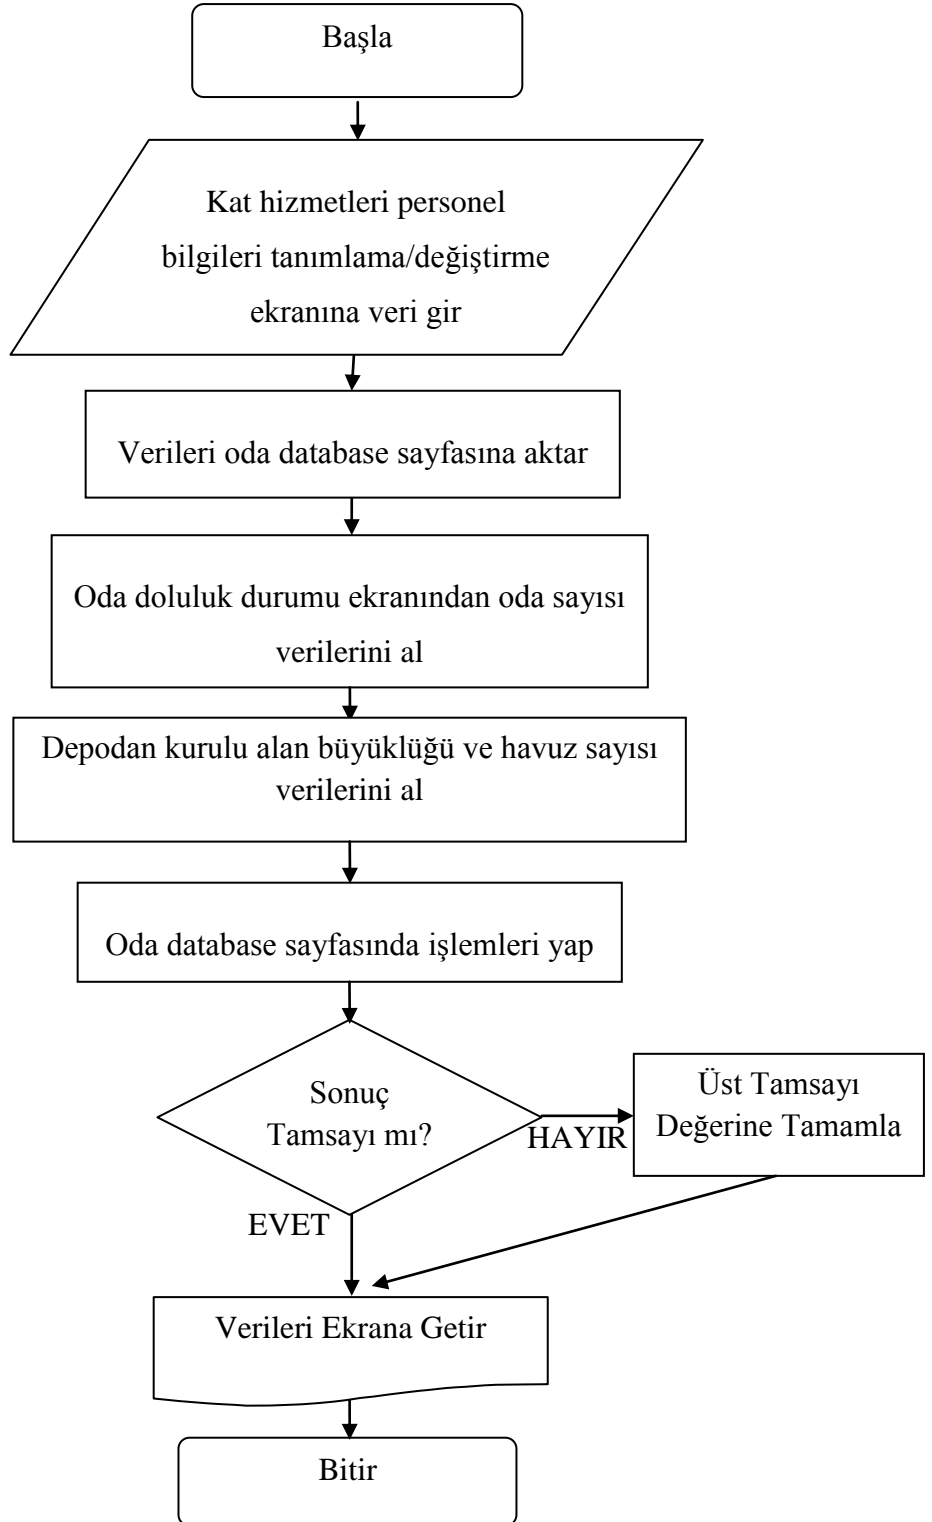 Başla
Kat hizmetleri personel
bilgileri tanımlama/değiştirme
ekranına veri gir
Verileri oda database sayfasına aktar
Oda doluluk durumu ekranından oda sayısı
verilerini al
Depodan kurulu alan büyüklüğü ve havuz sayısı
verilerini al
Oda database sayfasında işlemleri yap
Sonuç
Tamsayı mı?
HAYIR
Üst Tamsayı
Değerine Tamamla
EVET
Verileri Ekrana Getir
Bitir